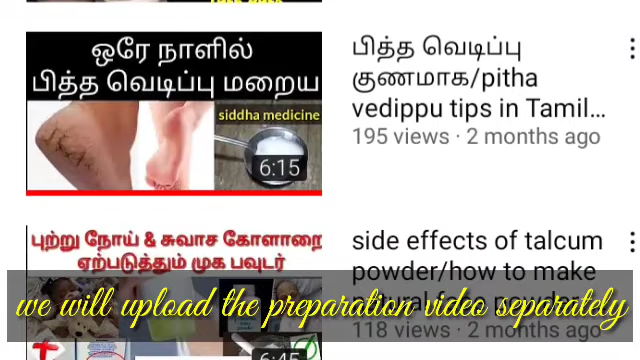 ஒரே நாளில்
பித்த வெடிப்பு மறைய
siddha medicine
6:15
பித்த வெடிப்பு
குணமாக/pitha
vedippu tips in Tamil...
195 views · 2 months ago
புற்று நோய் & சுவாச கோளாறை
ஏற்படுத்தும் முக பவுடர்
6:45
side effects of talcum
powder/how to make
118 views · 2 months ago
we will upload the preparation video separately